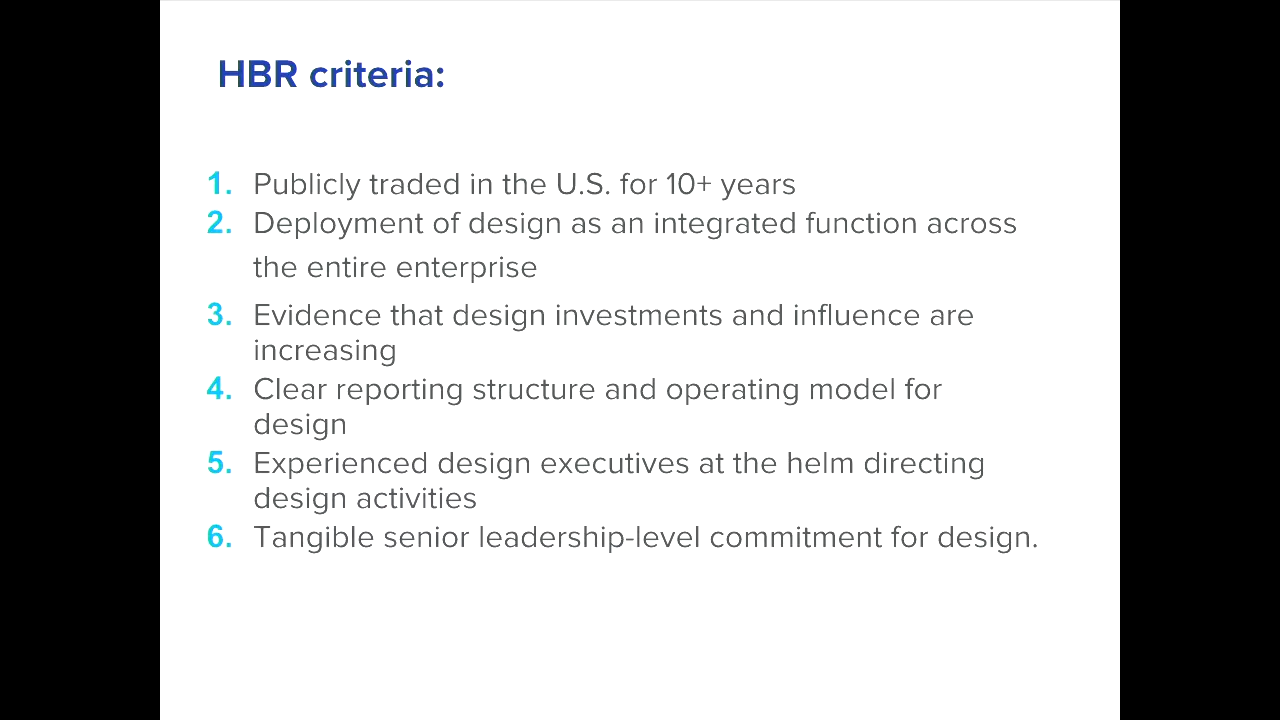 HBR criteria:
1. Publicly traded in the U.S. for 10+ years
2. Deployment of design as an integrated function across
the entire enterprise
3. Evidence that design investments and influence are
increasing
4. Clear reporting structure and operating model for
design
5. Experienced design executives at the helm directing
design activities
6. Tangible senior leadership-level commitment for design.